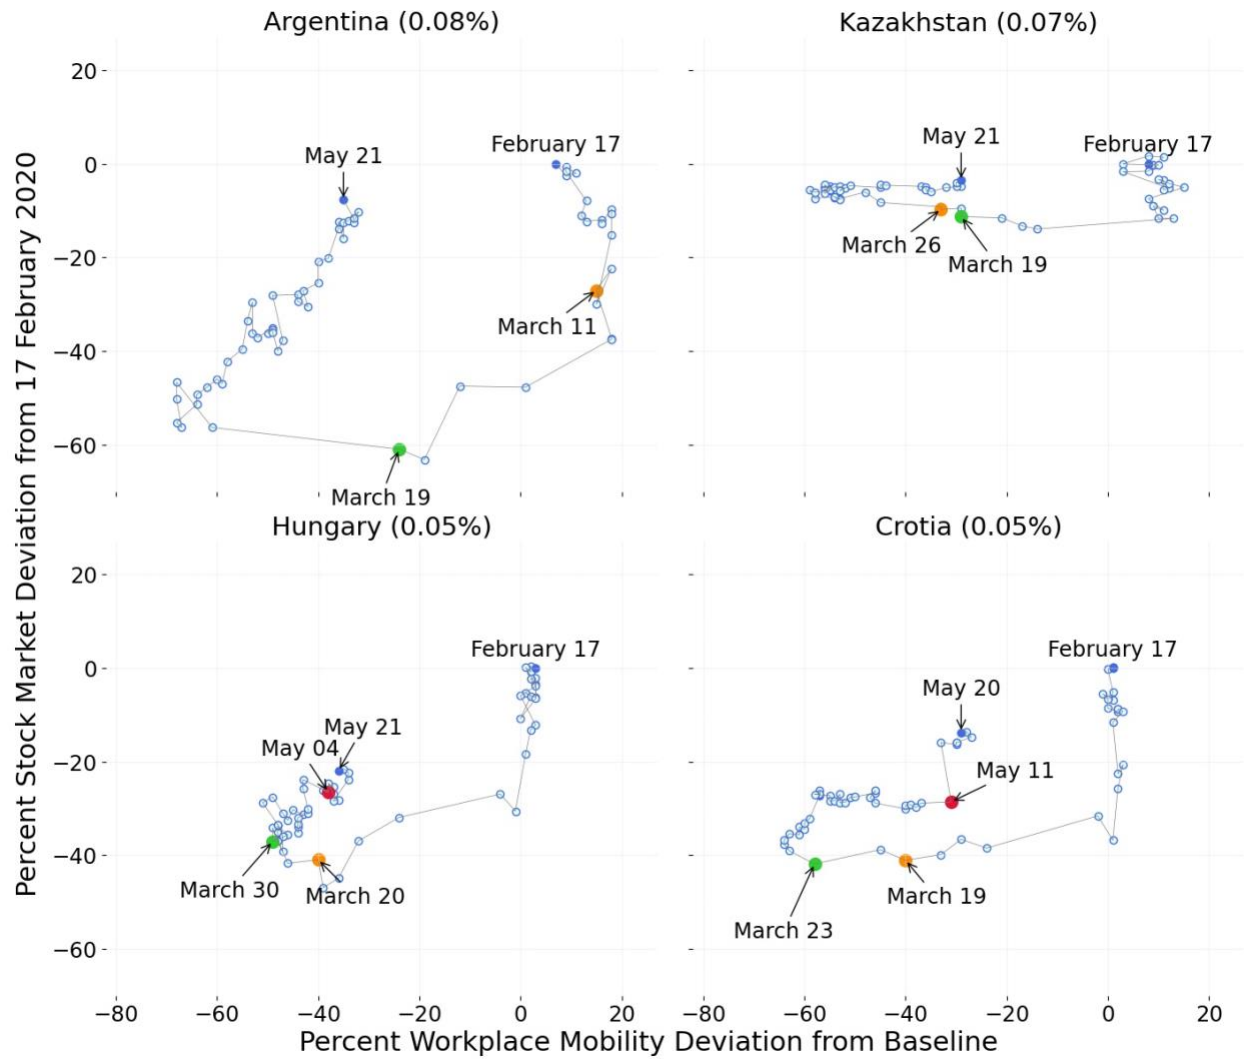 Argentina (0.08%)
Kazakhstan (0.07%)
20
0
−20
−40
−60
May 21
February 17
March 11
March 19
May 21
February 17
March 26
March 19
Percent Stock Market Deviation from 17 February 2020
Hungary (0.05%)
Crotia (0.05%)
20
0
−20
−40
−60
February 17
May 21
May 04
March 30
March 20
February 17
May 20
May 11
March 19
March 23
−80
−60
−40
−20
0
20
−80
−60
−40
−20
0
20
Percent Workplace Mobility Deviation from Baseline